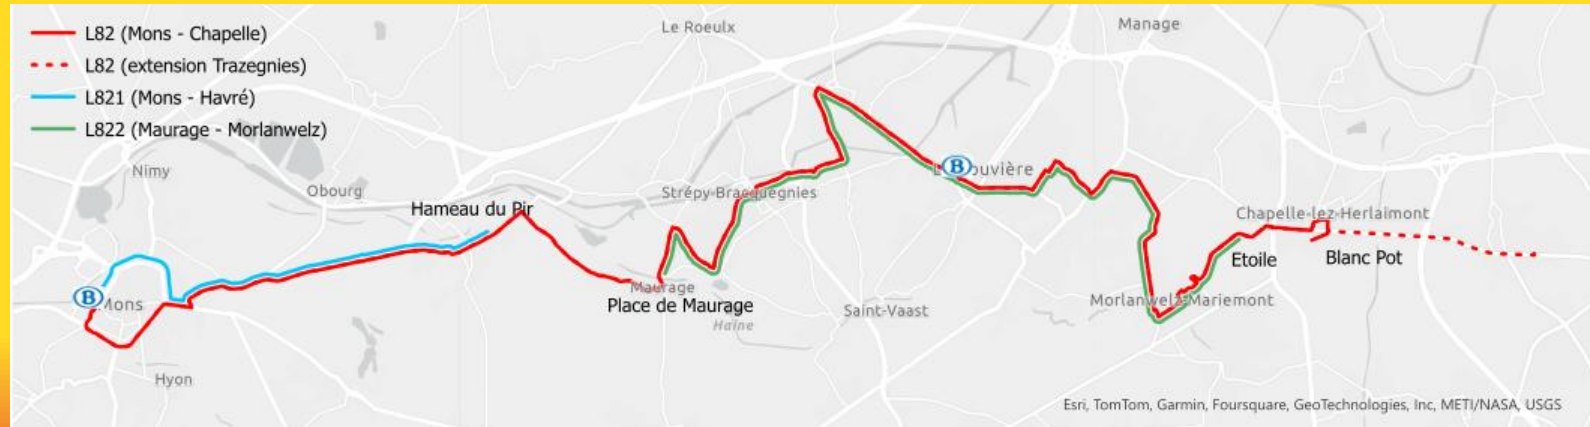 L82 (Mons - Chapelle)
L82 (extension Trazegnies)
L821 (Mons - Havré)
L822 (Maurage - Morlanwelz)
Le Roeulx
Manage
Nimy
Obourg
Hameau du Pir
Strépy-Bracquegnies
B
Louvière
Chapelle-lez-Herlaimont
Etoile
Blanc Pot
B
Mons
Maurage
Place de Maurage
Haine
Saint-Vaast
Morlanwelz-Mariemont
Hyon
Esri, TomTom, Garmin, Foursquare, GeoTechnologies, Inc, METI/NASA, USGS